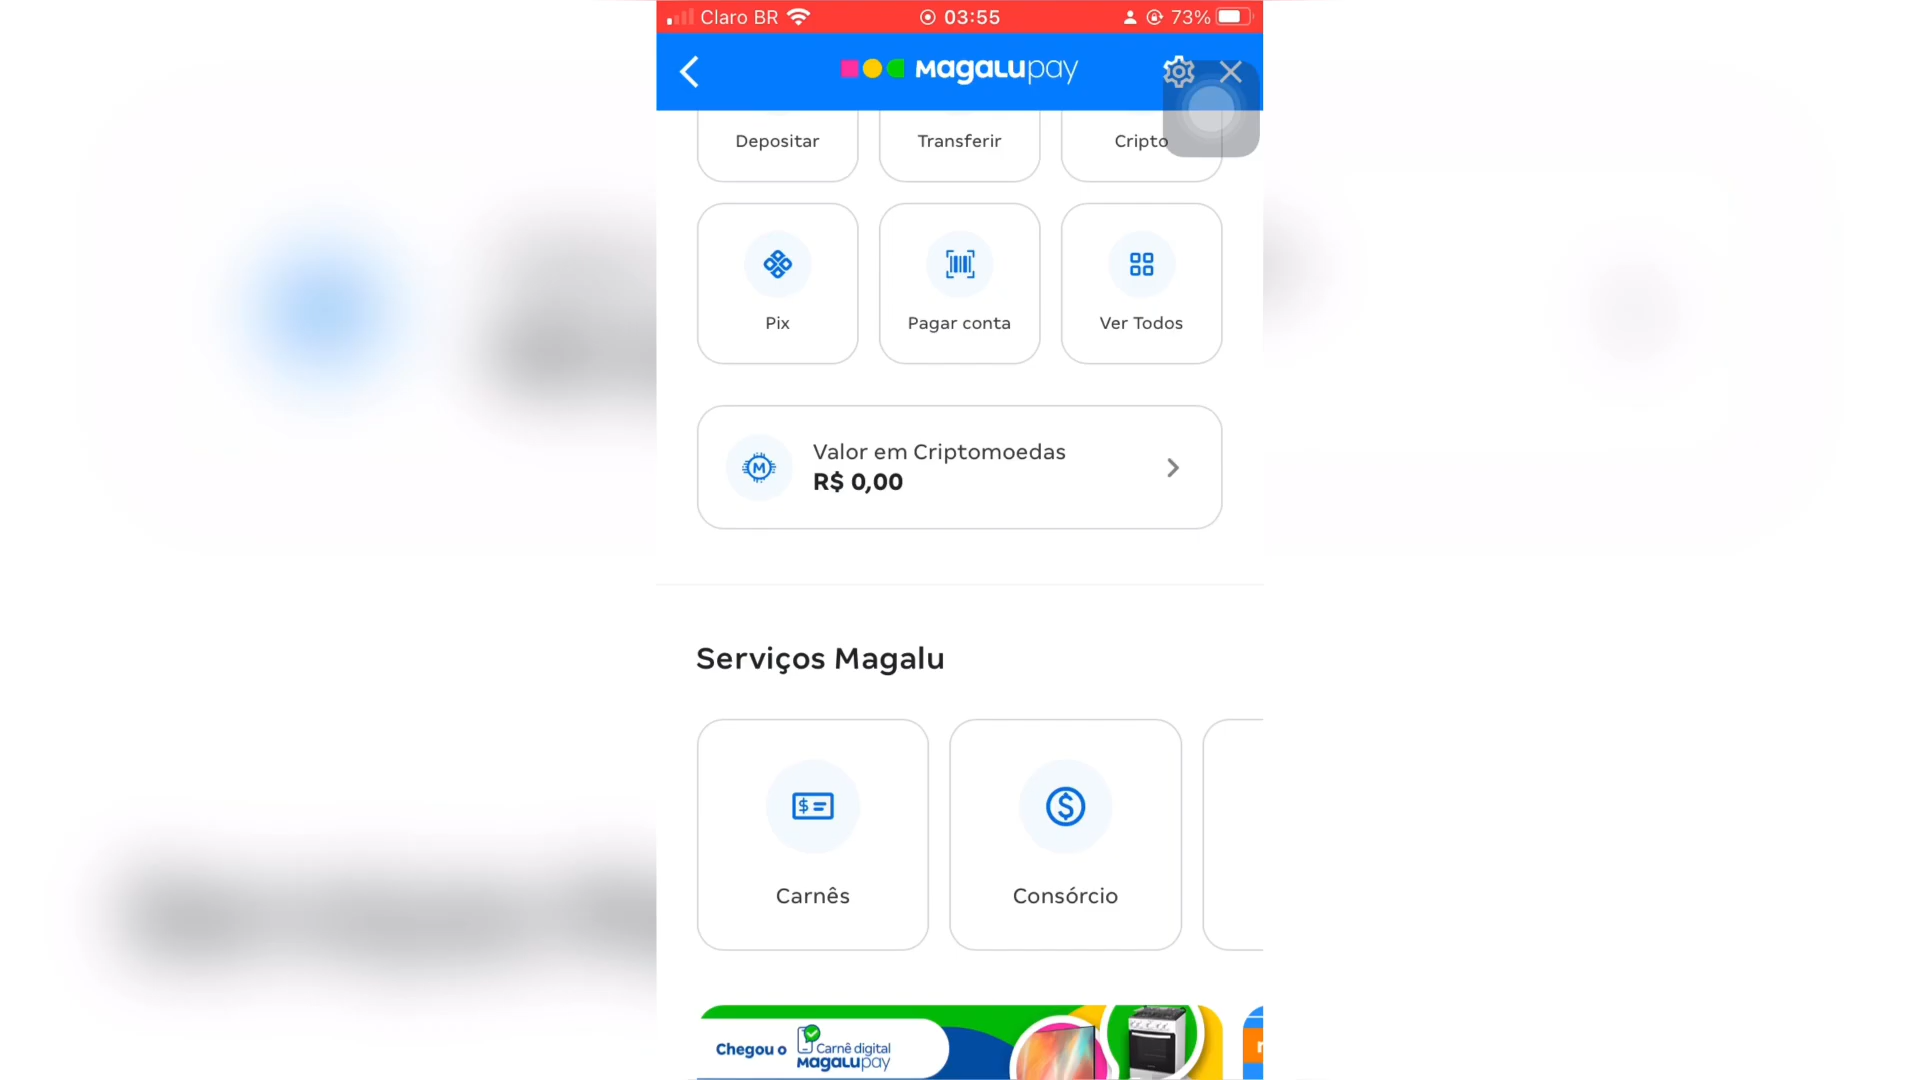 Claro BR 03:55 73%
magalupay
Depositar Transferir Cripto
Pix Pagar conta Ver Todos
Valor em Criptomoedas
R$ 0,00
Serviços Magalu
Carnês Consórcio
Chegou o Carnê digital
magalupay